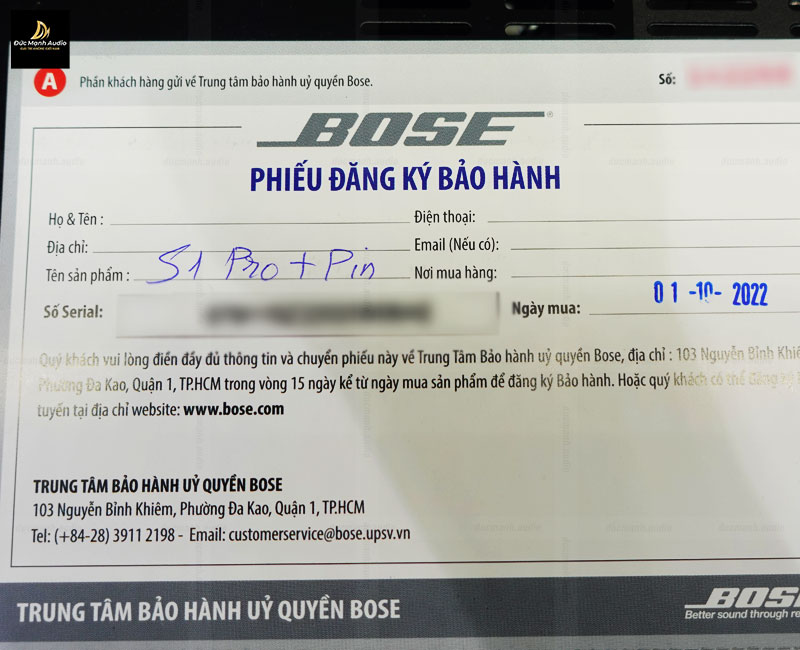 Đức Mạnh Audio
A Phần khách hàng gửi về Trung tâm bảo hành uỷ quyền Bose. Số:
BOSE®
PHIẾU ĐĂNG KÝ BẢO HÀNH
Họ & Tên : Điện thoại:
Địa chỉ: Email (Nếu có):
Tên sản phẩm : S1 Pro + Pin Nơi mua hàng:
Số Serial: Ngày mua: 01 -10- 2022
Quý khách vui lòng điền đầy đủ thông tin và chuyển phiếu này về Trung Tâm Bảo hành uỷ quyền Bose, địa chỉ : 103 Nguyễn Bỉnh Khiê
Phường Đa Kao, Quận 1, TP.HCM trong vòng 15 ngày kể từ ngày mua sản phẩm để đăng ký Bảo hành. Hoặc quý khách có thể đăng ký
tuyến tại địa chỉ website: www.bose.com
TRUNG TÂM BẢO HÀNH UỶ QUYỀN BOSE
103 Nguyễn Bỉnh Khiêm, Phường Đa Kao, Quận 1, TP.HCM
Tel: (+84-28) 3911 2198 - Email: customerservice@bose.upsv.vn
TRUNG TÂM BẢO HÀNH UỶ QUYỀN BOSE
BOSE
Better sound through re